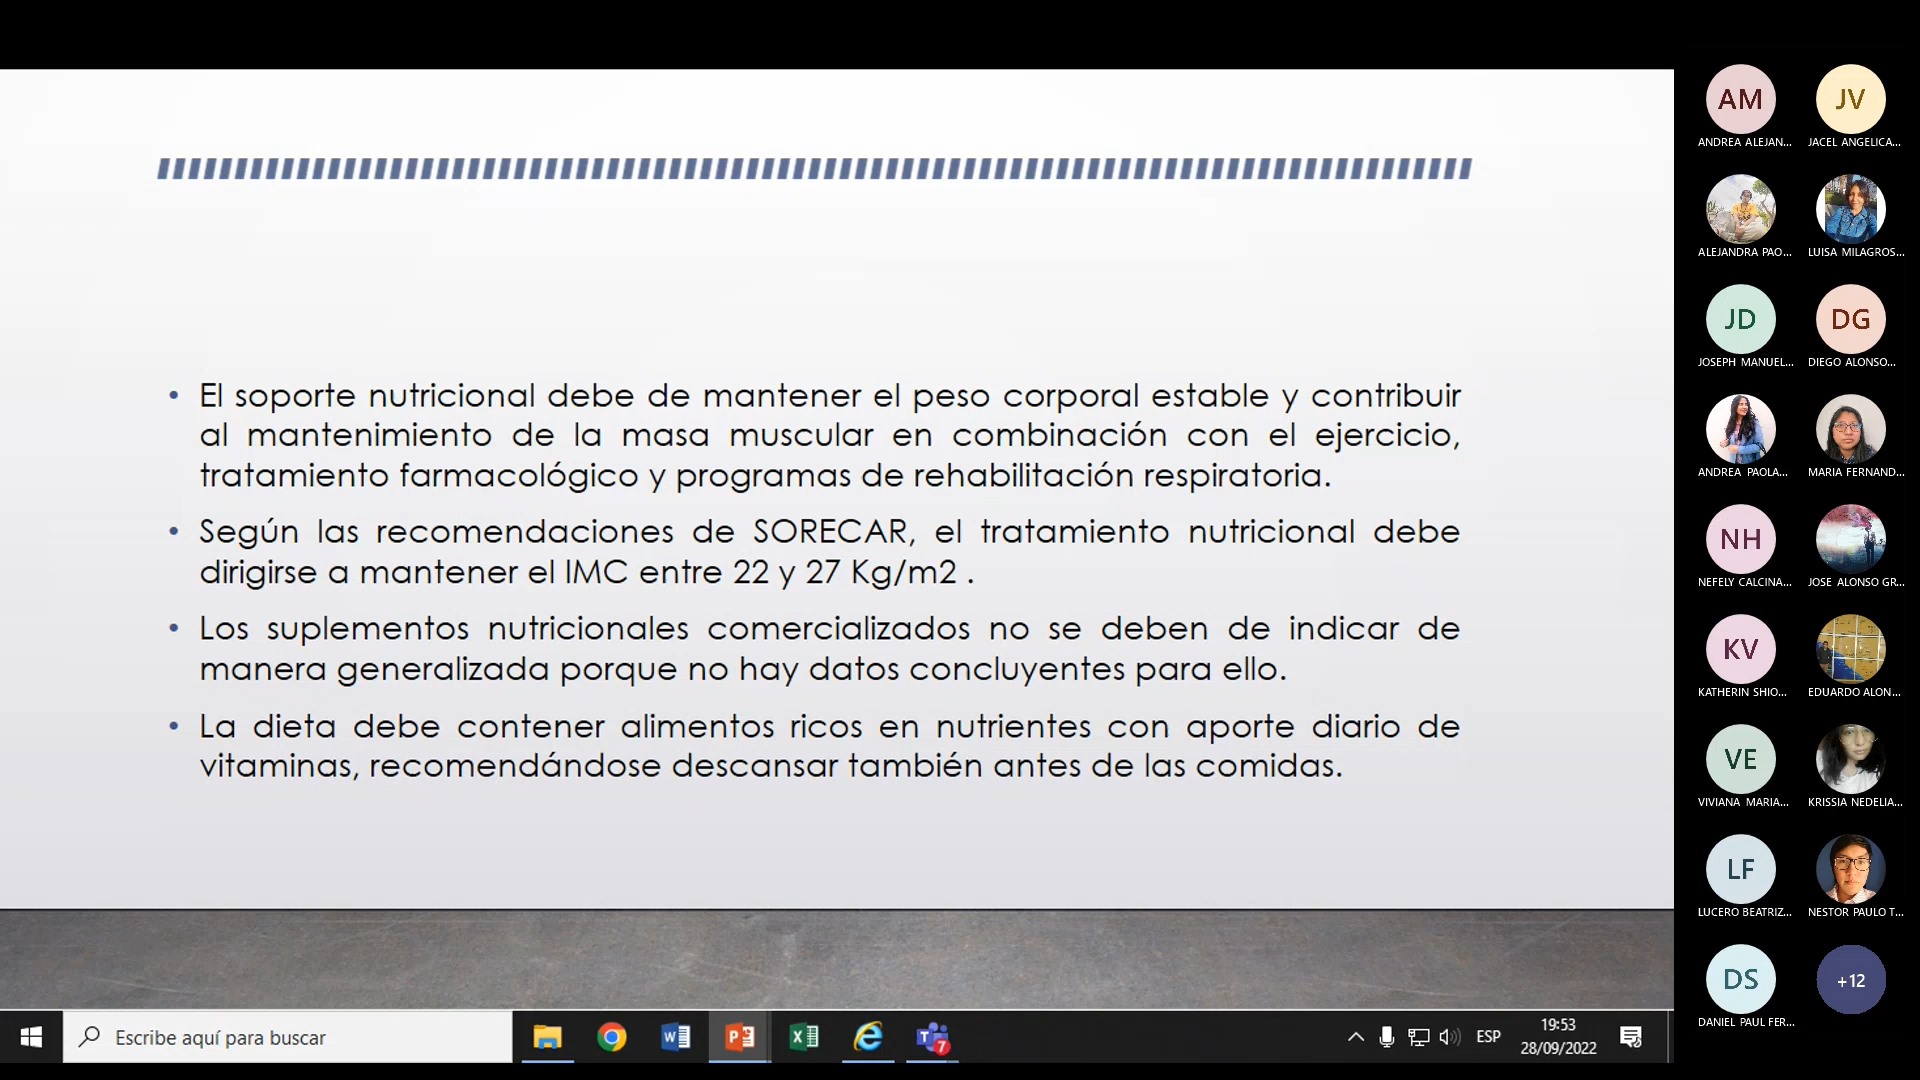 El soporte nutricional debe de mantener el peso corporal estable y contribuir
al mantenimiento de la masa muscular en combinación con el ejercicio,
tratamiento farmacológico y programas de rehabilitación respiratoria.
Según las recomendaciones de SORECAR, el tratamiento nutricional debe
dirigirse a mantener el IMC entre 22 y 27 Kg/m2 .
Los suplementos nutricionales comercializados no se deben de indicar de
manera generalizada porque no hay datos concluyentes para ello.
La dieta debe contener alimentos ricos en nutrientes con aporte diario de
vitaminas, recomendándose descansar también antes de las comidas.
AM JV
ANDREA ALEJAN... JACEL ANGELICA...
ALEJANDRA PAO... LUISA MILAGROS...
JD DG
JOSEPH MANUEL... DIEGO ALONSO...
ANDREA PAOLA... MARIA FERNAND...
NH
NEFELY CALCINA... JOSE ALONSO GR...
KV
KATHERIN SHIO... EDUARDO ALON...
VE
VIVIANA MARIA... KRISSIA NEDELIA...
LF
LUCERO BEATRIZ... NESTOR PAULO T...
DS +12
DANIEL PAUL FER...
Escribe aquí para buscar
7
ESP
19:53
28/09/2022